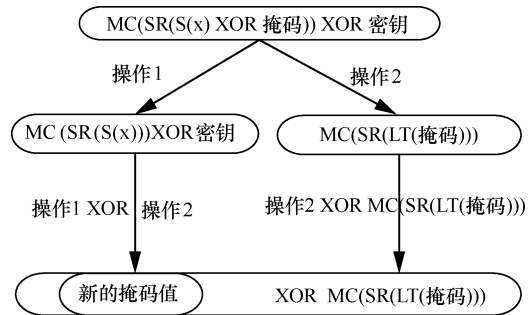 MC(SR(S(x) XOR 掩码)) XOR 密钥
操作1 操作2
MC (SR (S(x)))XOR密钥 MC(SR(LT(掩码)))
操作1 XOR 操作2 操作2 XOR MC(SR(LT(掩码)))
新的掩码值 XOR MC(SR(LT(掩码)))